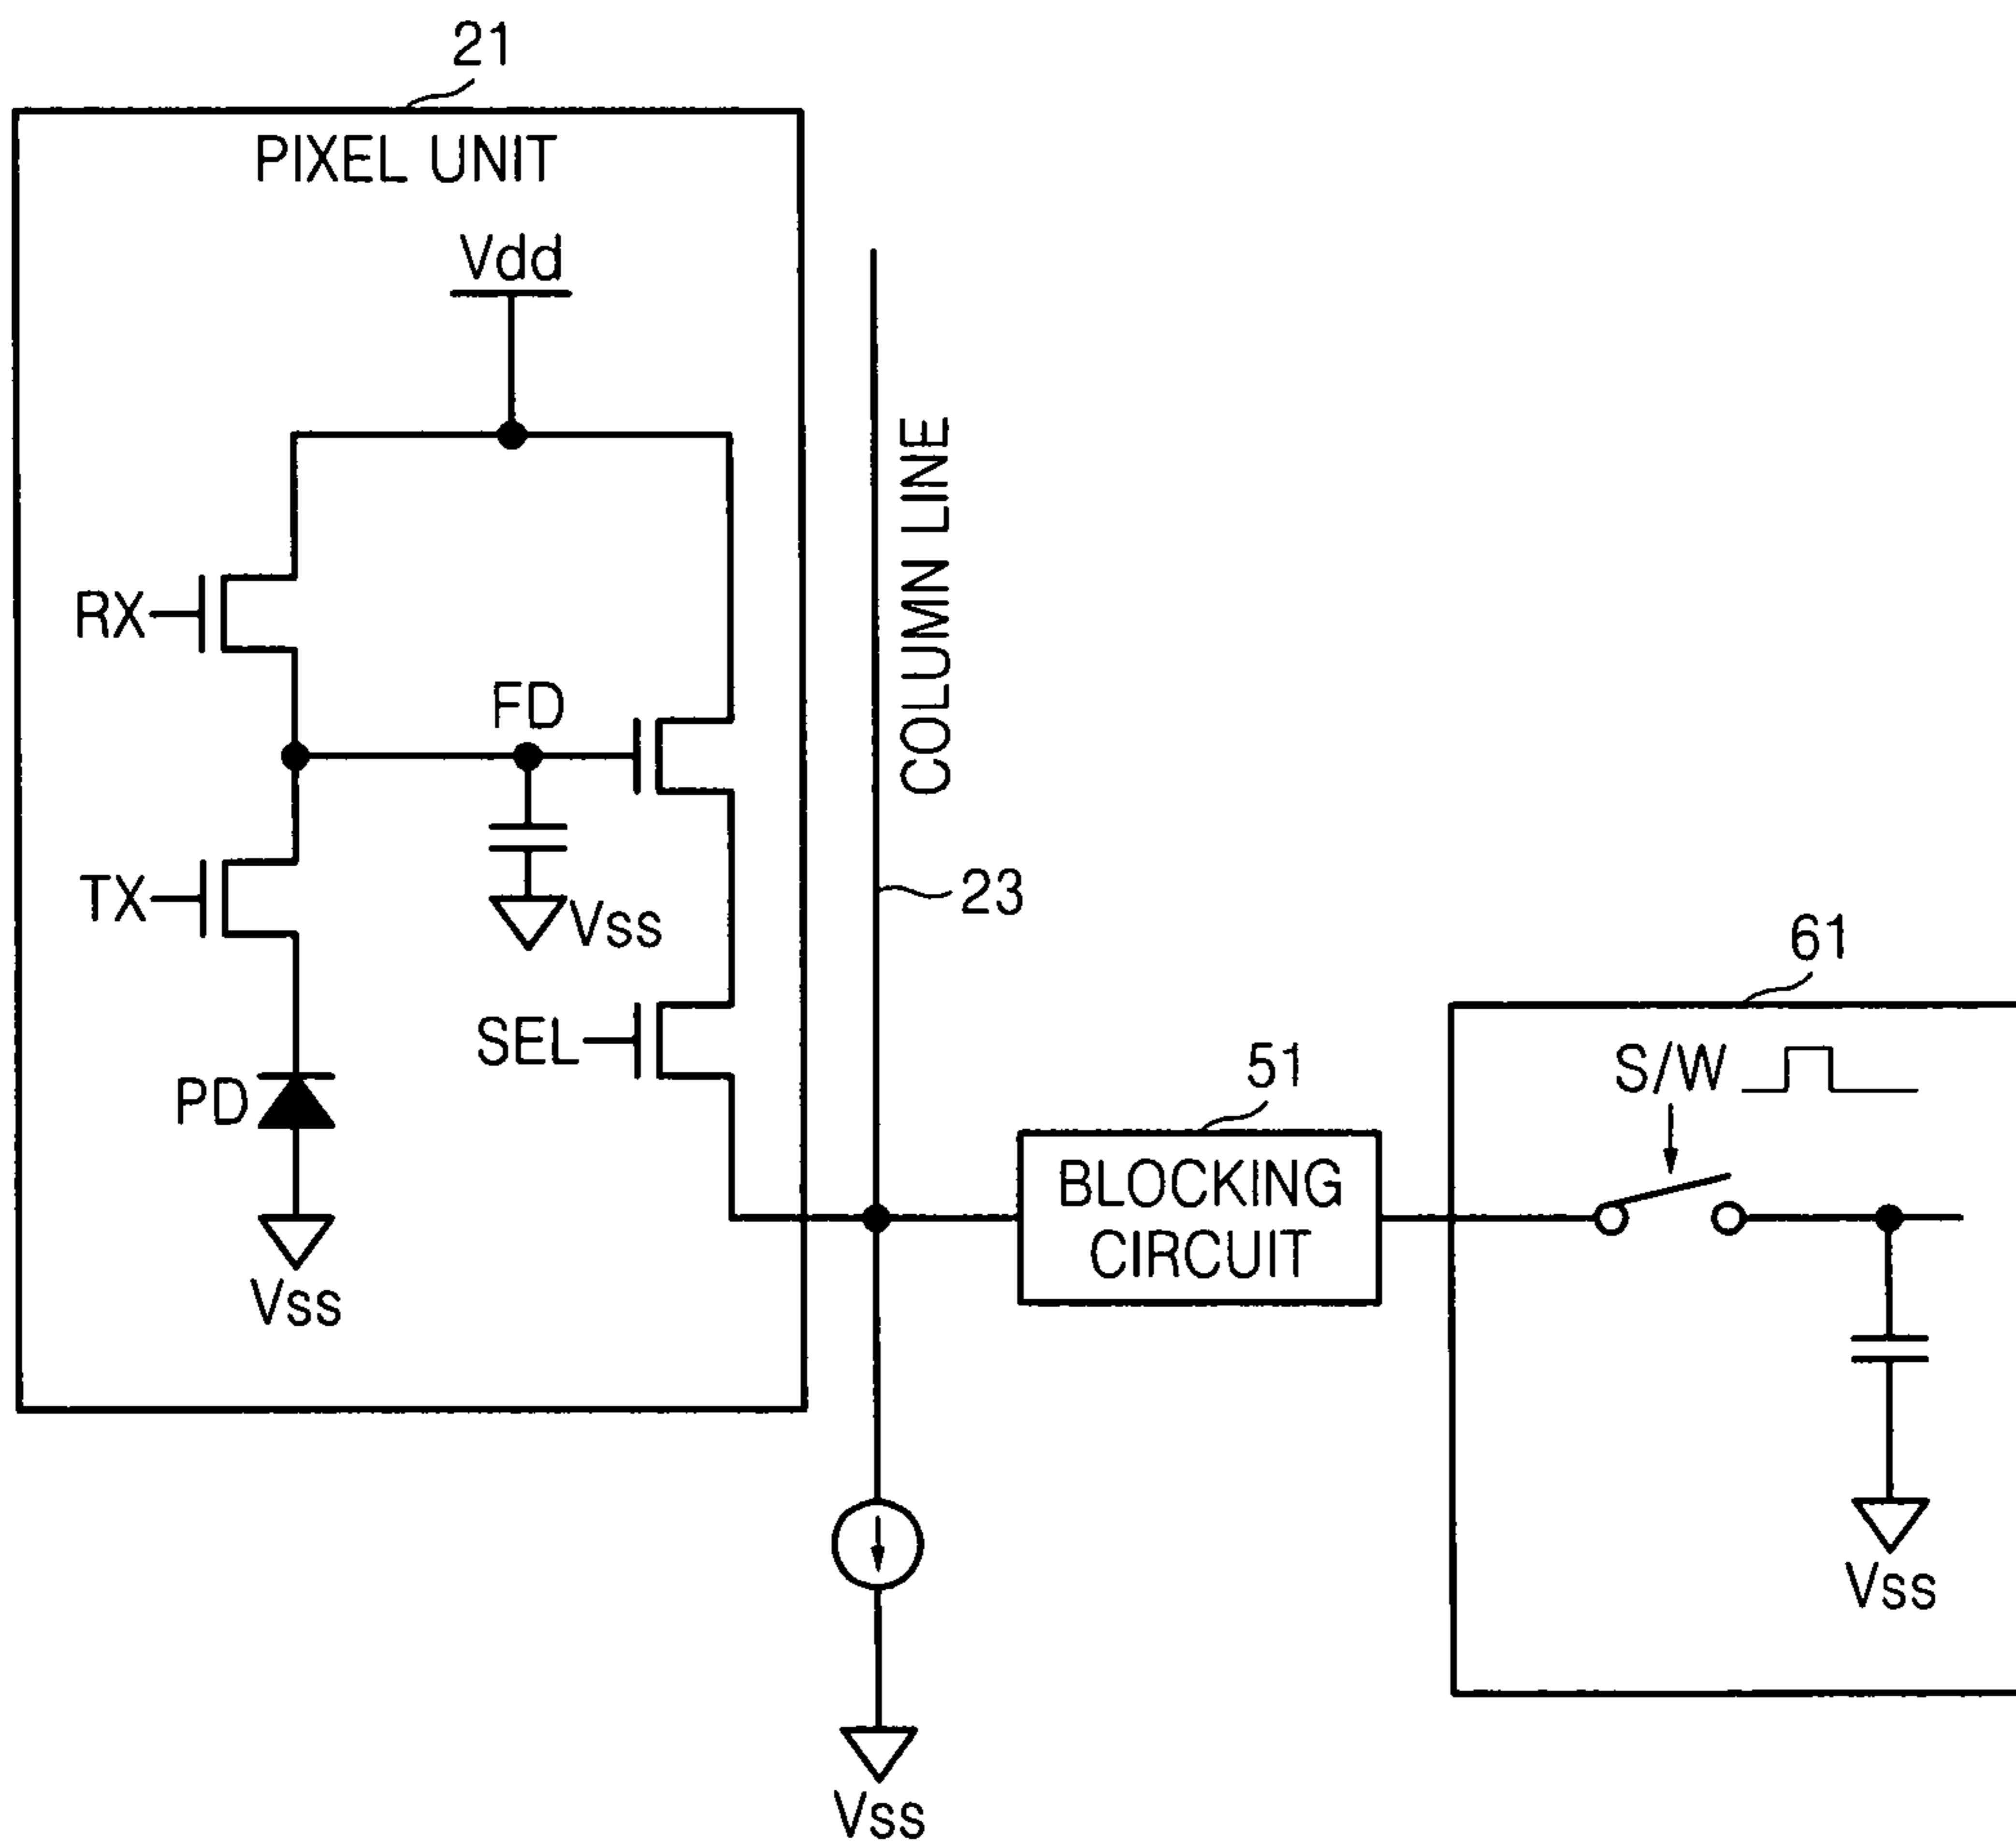 21
PIXEL UNIT
Vdd
COLUMN LINE
RX
FD
TX
Vss
23
61
SEL
S/W
51
PD
BLOCKING
CIRCUIT
Vss
Vss
Vss